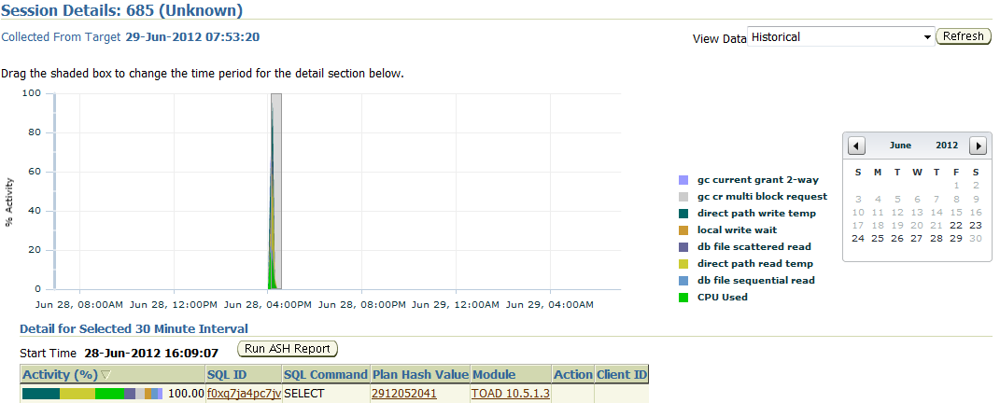 Session Details: 685 (Unknown)
Collected From Target 29-Jun-2012 07:53:20
View Data Historical Refresh
Drag the shaded box to change the time period for the detail section below.
100
80
60
40
20
0
% Activity
Jun 28, 08:00AM Jun 28, 12:00PM Jun 28, 04:00PM Jun 28, 08:00PM Jun 29, 12:00AM Jun 29, 04:00AM
gc current grant 2-way
gc cr multi block request
direct path write temp
local write wait
db file scattered read
direct path read temp
db file sequential read
CPU Used
June 2012
S M T W T F S
1 2
3 4 5 6 7 8 9
10 11 12 13 14 15 16
17 18 19 20 21 22 23
24 25 26 27 28 29 30
Detail for Selected 30 Minute Interval
Start Time 28-Jun-2012 16:09:07 Run ASH Report
Activity (%) SQL ID SQL Command Plan Hash Value Module Action Client ID
100.00 f0xq7ja4pc7jv SELECT 2912052041 TOAD 10.5.1.3